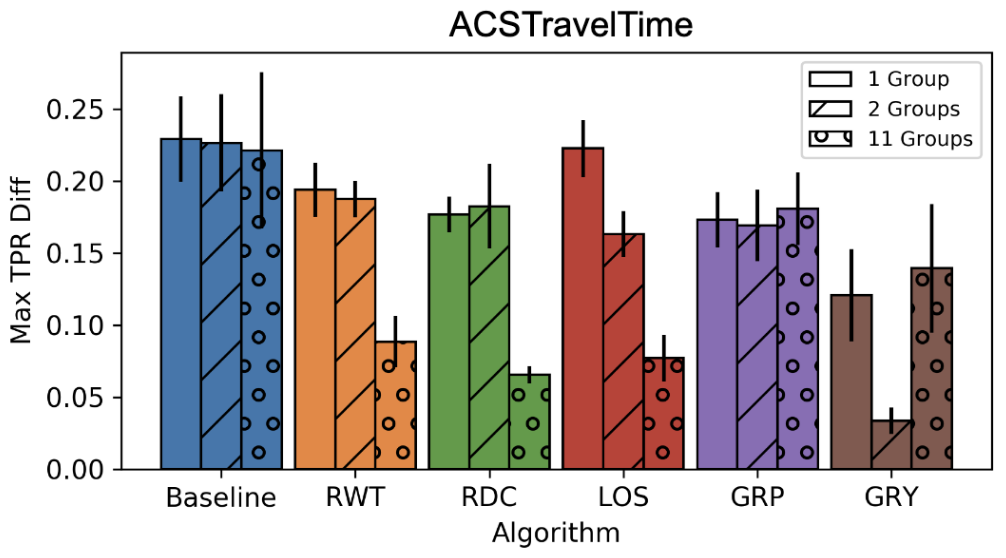 ACSTravelTime
Max TPR Diff
0.25
0.20
0.15
0.10
0.05
0.00
1 Group
2 Groups
11 Groups
Baseline RWT RDC LOS GRP GRY
Algorithm